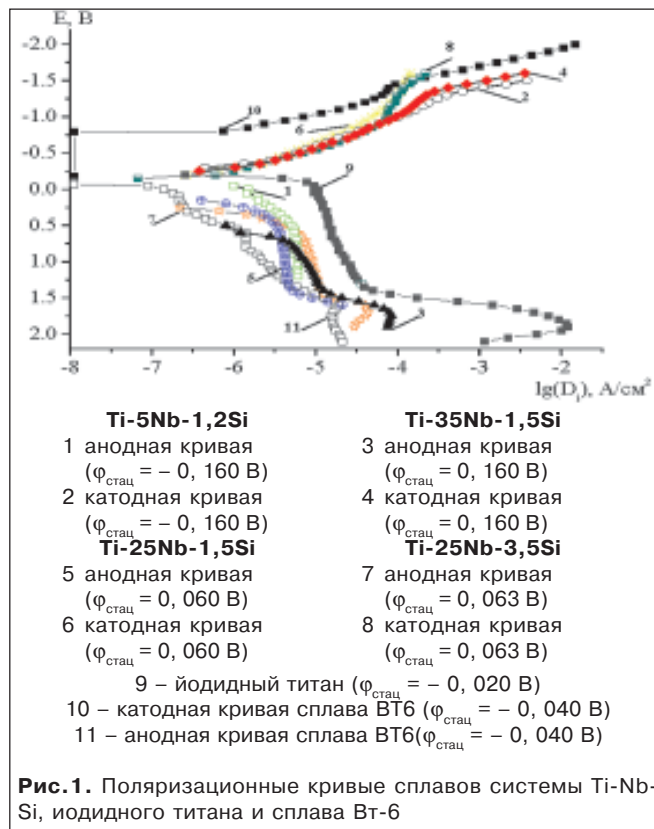 E, В
-2.0
-1.5
-1.0
-0.5
0.0
0.5
1.0
1.5
2.0
8
4
2
10
6
9
1
7
5
11
3
-8 -7 -6 -5 -4 -3 -2
lg(D_i), А/см²
Ti-5Nb-1,2Si
1 анодная кривая
(φстац = – 0, 160 В)
2 катодная кривая
(φстац = – 0, 160 В)
Ti-35Nb-1,5Si
3 анодная кривая
(φстац = 0, 160 В)
4 катодная кривая
(φстац = 0, 160 В)
Ti-25Nb-1,5Si
5 анодная кривая
(φстац = 0, 060 В)
6 катодная кривая
(φстац = 0, 060 В)
Ti-25Nb-3,5Si
7 анодная кривая
(φстац = 0, 063 В)
8 катодная кривая
(φстац = 0, 063 В)
9 – йодидный титан (φстац = – 0, 020 В)
10 – катодная кривая сплава ВТ6 (φстац = – 0, 040 В)
11 – анодная кривая сплава ВТ6(φстац = – 0, 040 В)
Рис.1. Поляризационные кривые сплавов системы Ti-Nb-
Si, иодидного титана и сплава Вт-6